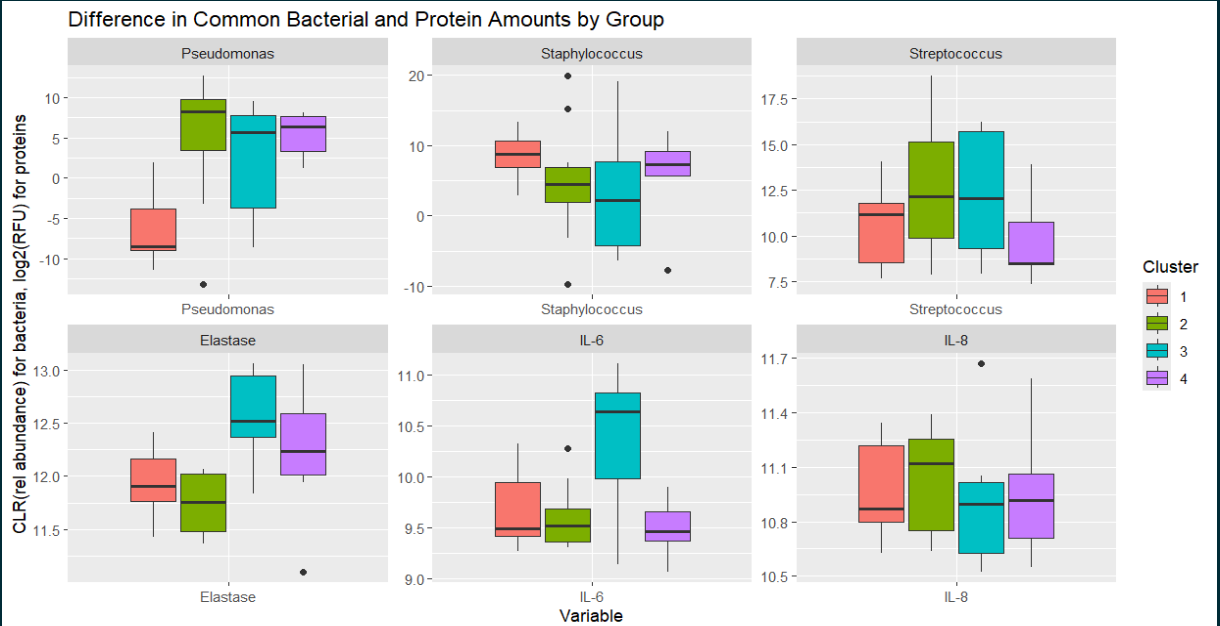 Difference in Common Bacterial and Protein Amounts by Group
CLR(rel abundance) for bacteria, log2(RFU) for proteins
Pseudomonas
10
5
0
-5
-10
Pseudomonas
Staphylococcus
20
10
0
-10
Staphylococcus
Streptococcus
17.5
15.0
12.5
10.0
7.5
Streptococcus
Elastase
13.0
12.5
12.0
11.5
Elastase
IL-6
11.0
10.5
10.0
9.5
9.0
IL-6
IL-8
11.7
11.4
11.1
10.8
10.5
IL-8
Variable
Cluster
1
2
3
4